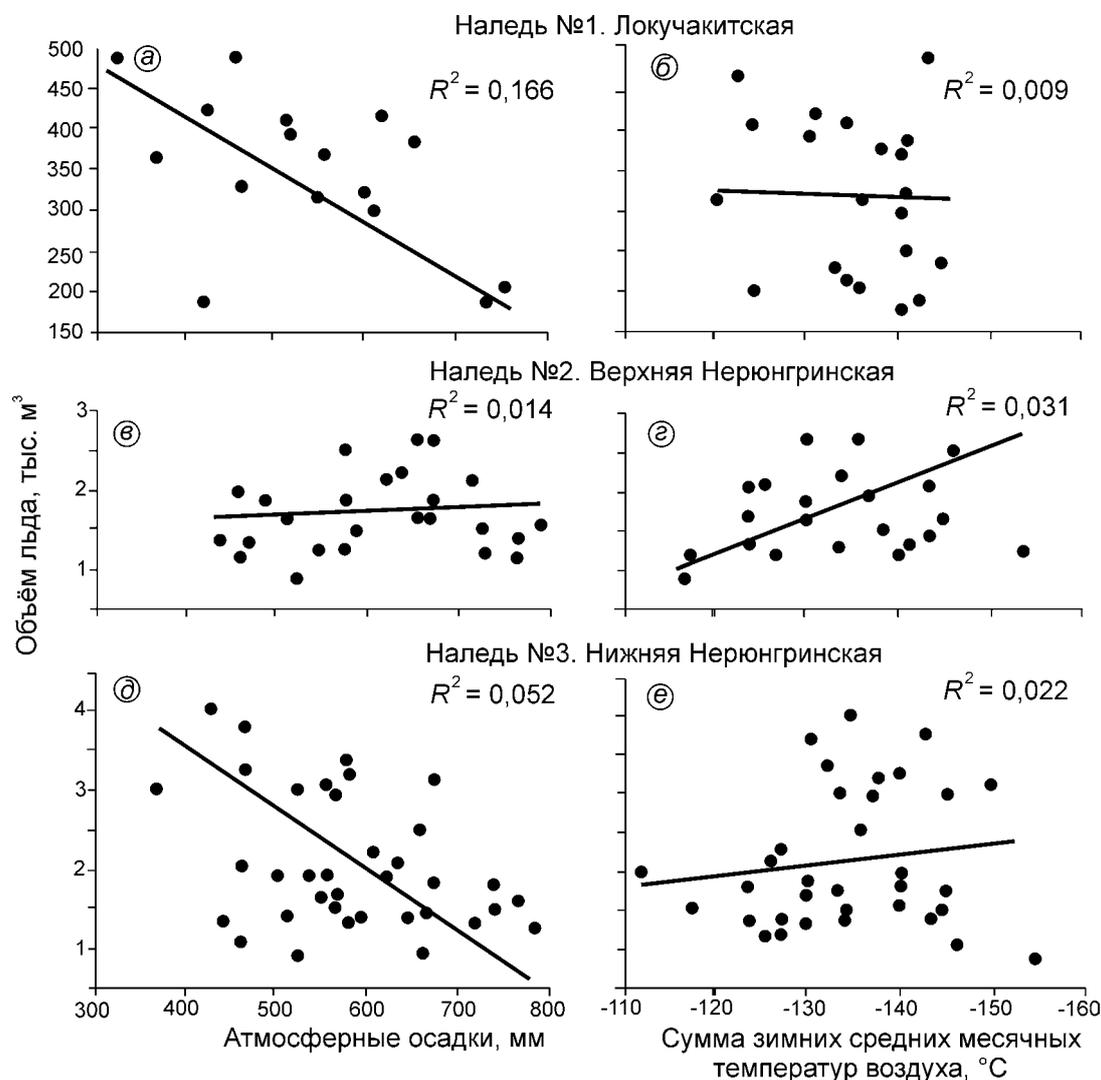 Наледь №1. Локучакитская
а
R² = 0,166
500
450
400
350
300
250
200
150
б
R² = 0,009
Наледь №2. Верхняя Нерюнгринская
в
R² = 0,014
3
2
1
г
R² = 0,031
Объём льда, тыс. м³
Наледь №3. Нижняя Нерюнгринская
д
R² = 0,052
4
3
2
1
е
R² = 0,022
300 400 500 600 700 800
Атмосферные осадки, мм
-110 -120 -130 -140 -150 -160
Сумма зимних средних месячных
температур воздуха, °C